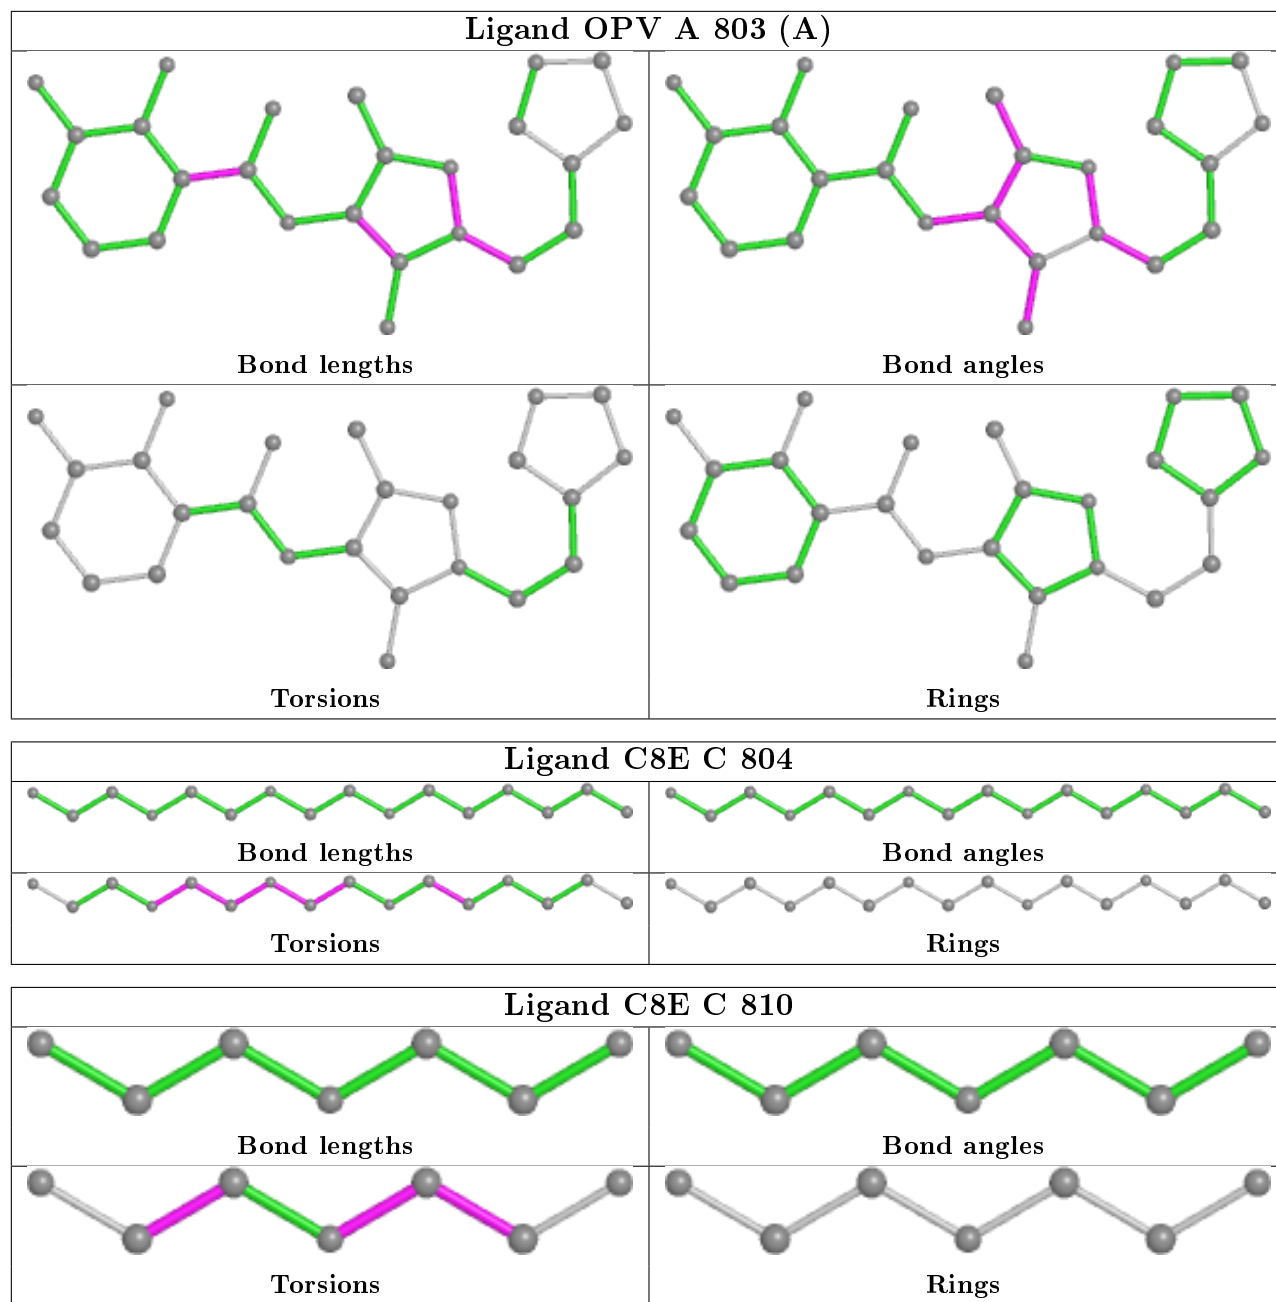 Ligand OPV A 803 (A)
Bond lengths
Bond angles
Torsions
Rings
Ligand C8E C 804
Bond lengths
Bond angles
Torsions
Rings
Ligand C8E C 810
Bond lengths
Bond angles
Torsions
Rings